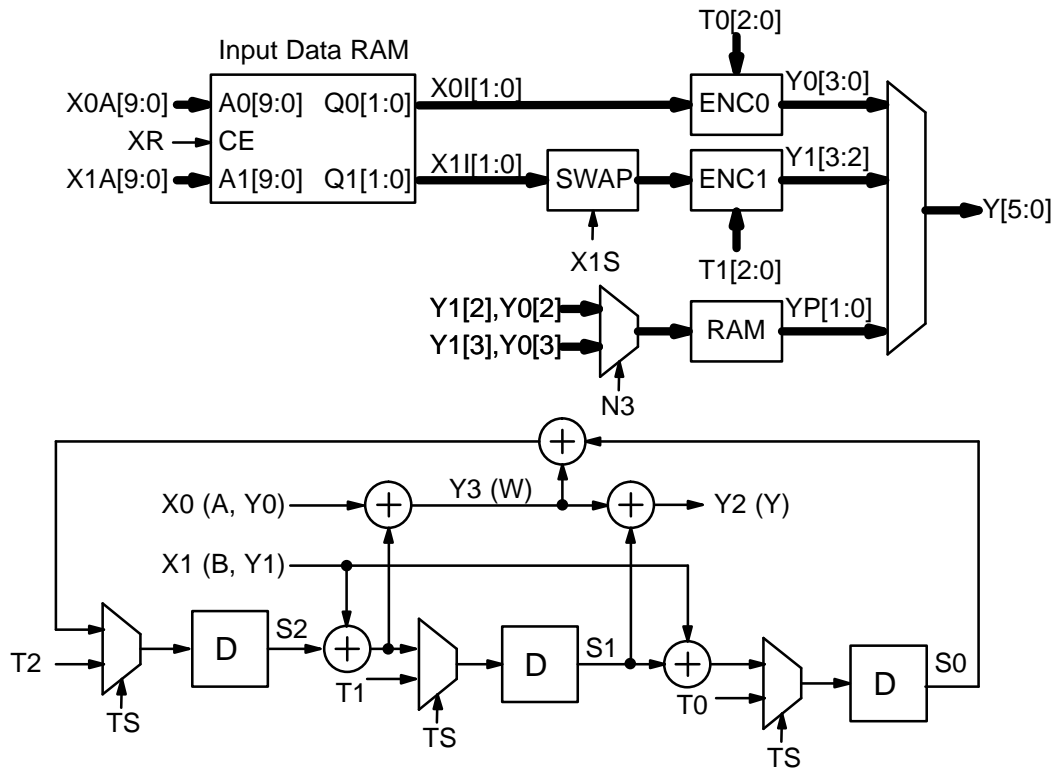 T0[2:0]
Input Data RAM
X0A[9:0] A0[9:0] Q0[1:0] X0I[1:0] ENC0 Y0[3:0]
XR CE
X1A[9:0] A1[9:0] Q1[1:0] X1I[1:0] SWAP ENC1 Y1[3:2]
Y[5:0]
X1S T1[2:0]
Y1[2],Y0[2] RAM YP[1:0]
Y1[3],Y0[3]
N3
X0 (A, Y0) Y3 (W) Y2 (Y)
X1 (B, Y1)
T2 D S2 D S1 D S0
T1 T0
TS TS TS